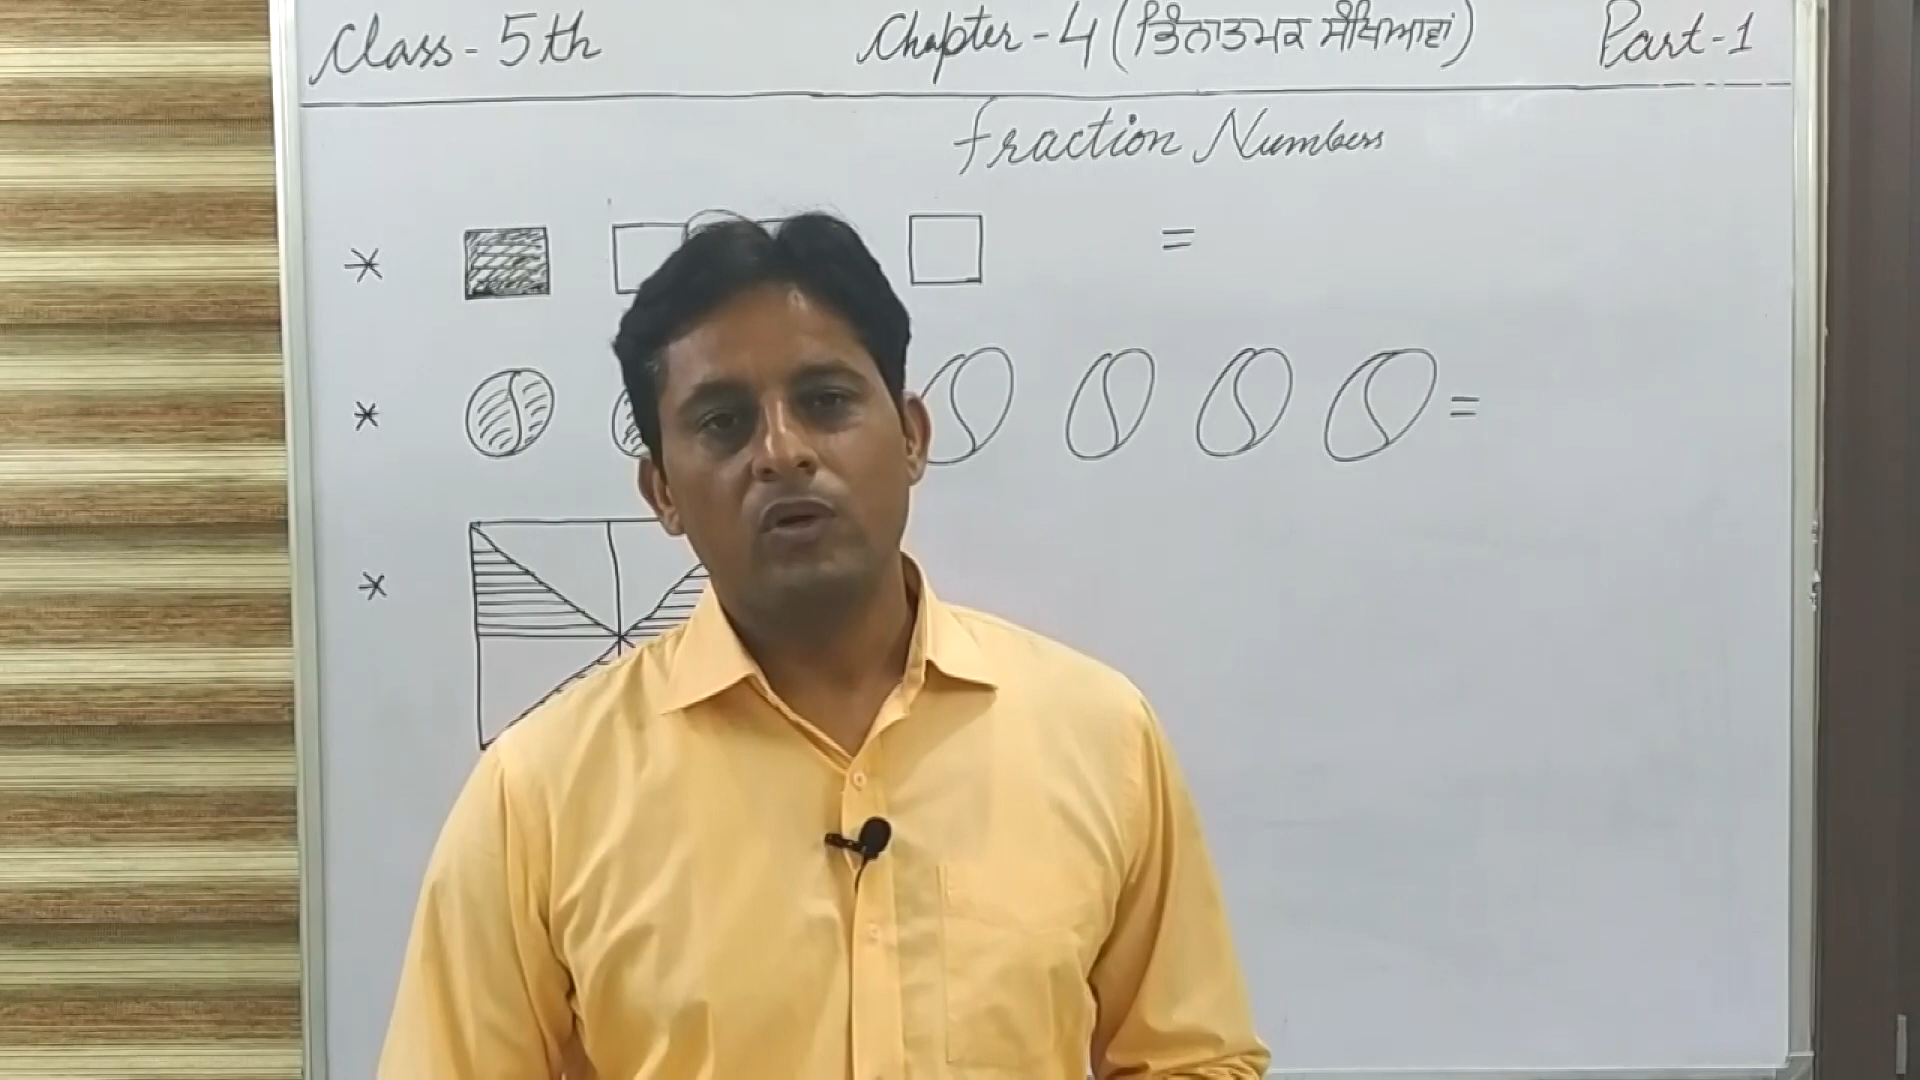 Class - 5th Chapter - 4 (ਭਿੰਨਾਤਮਕ ਸੰਖਿਆਵਾਂ) Part - 1
Fraction Numbers
* =
* =
*